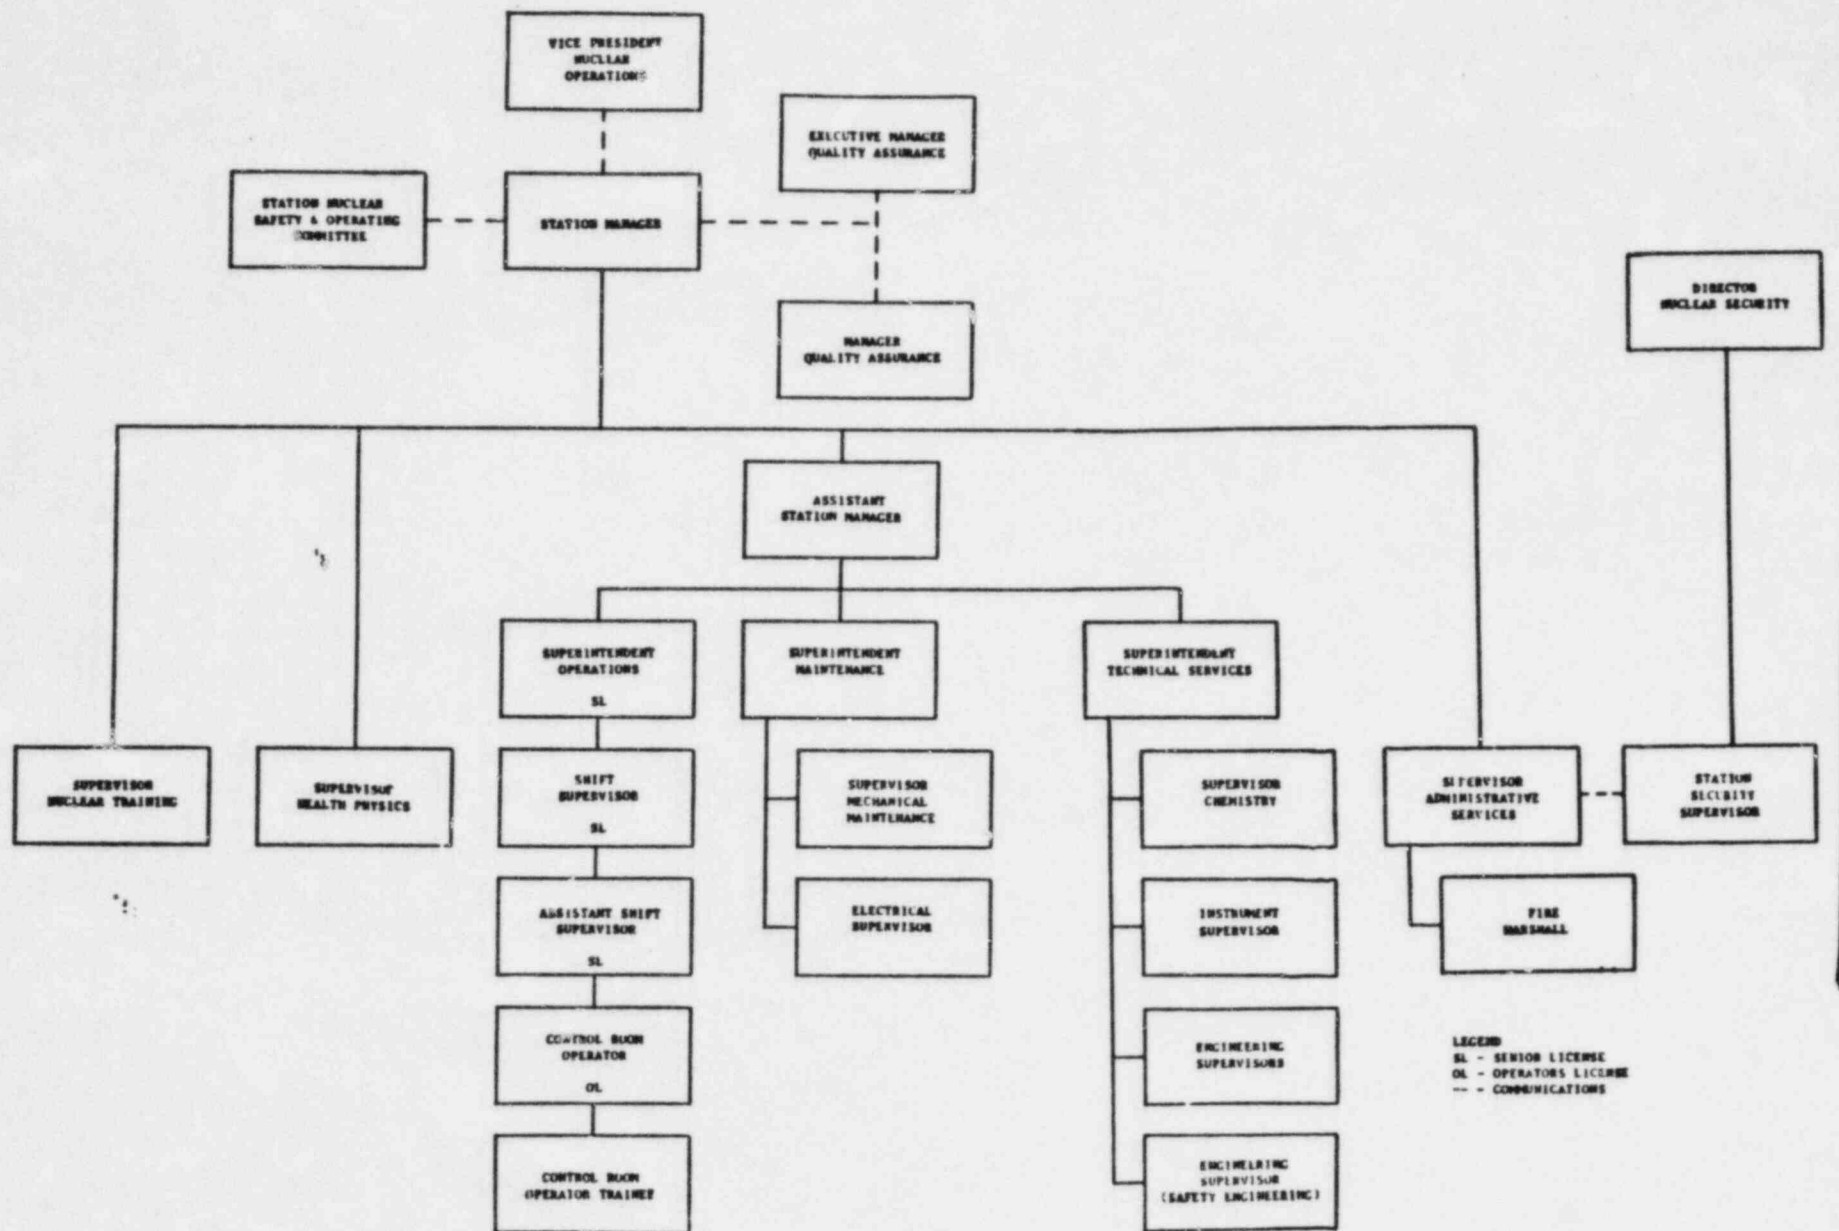 VICE PRESIDENT
NUCLEAR
OPERATIONS
EXECUTIVE MANAGER
QUALITY ASSURANCE
STATION NUCLEAR
SAFETY & OPERATING
COMMITTEE
STATION MANAGER
MANAGER
QUALITY ASSURANCE
DIRECTOR
NUCLEAR SECURITY
ASSISTANT
STATION MANAGER
SUPERINTENDENT
OPERATIONS
SL
SUPERINTENDENT
MAINTENANCE
SUPERINTENDENT
TECHNICAL SERVICES
SUPERVISOR
NUCLEAR TRAINING
SUPERVISOR
HEALTH PHYSICS
SHIFT
SUPERVISOR
SL
SUPERVISOR
MECHANICAL
MAINTENANCE
SUPERVISOR
CHEMISTRY
SUPERVISOR
ADMINISTRATIVE
SERVICES
STATION
SECURITY
SUPERVISOR
ASSISTANT SHIFT
SUPERVISOR
SL
ELECTRICAL
SUPERVISOR
INSTRUMENT
SUPERVISOR
FIRE
MARSHALL
CONTROL ROOM
OPERATOR
OL
ENGINEERING
SUPERVISORS
LEGEND
SL - SENIOR LICENSE
OL - OPERATORS LICENSE
-- - COMMUNICATIONS
CONTROL ROOM
OPERATOR TRAINEE
ENGINEERING
SUPERVISOR
(SAFETY ENGINEERING)